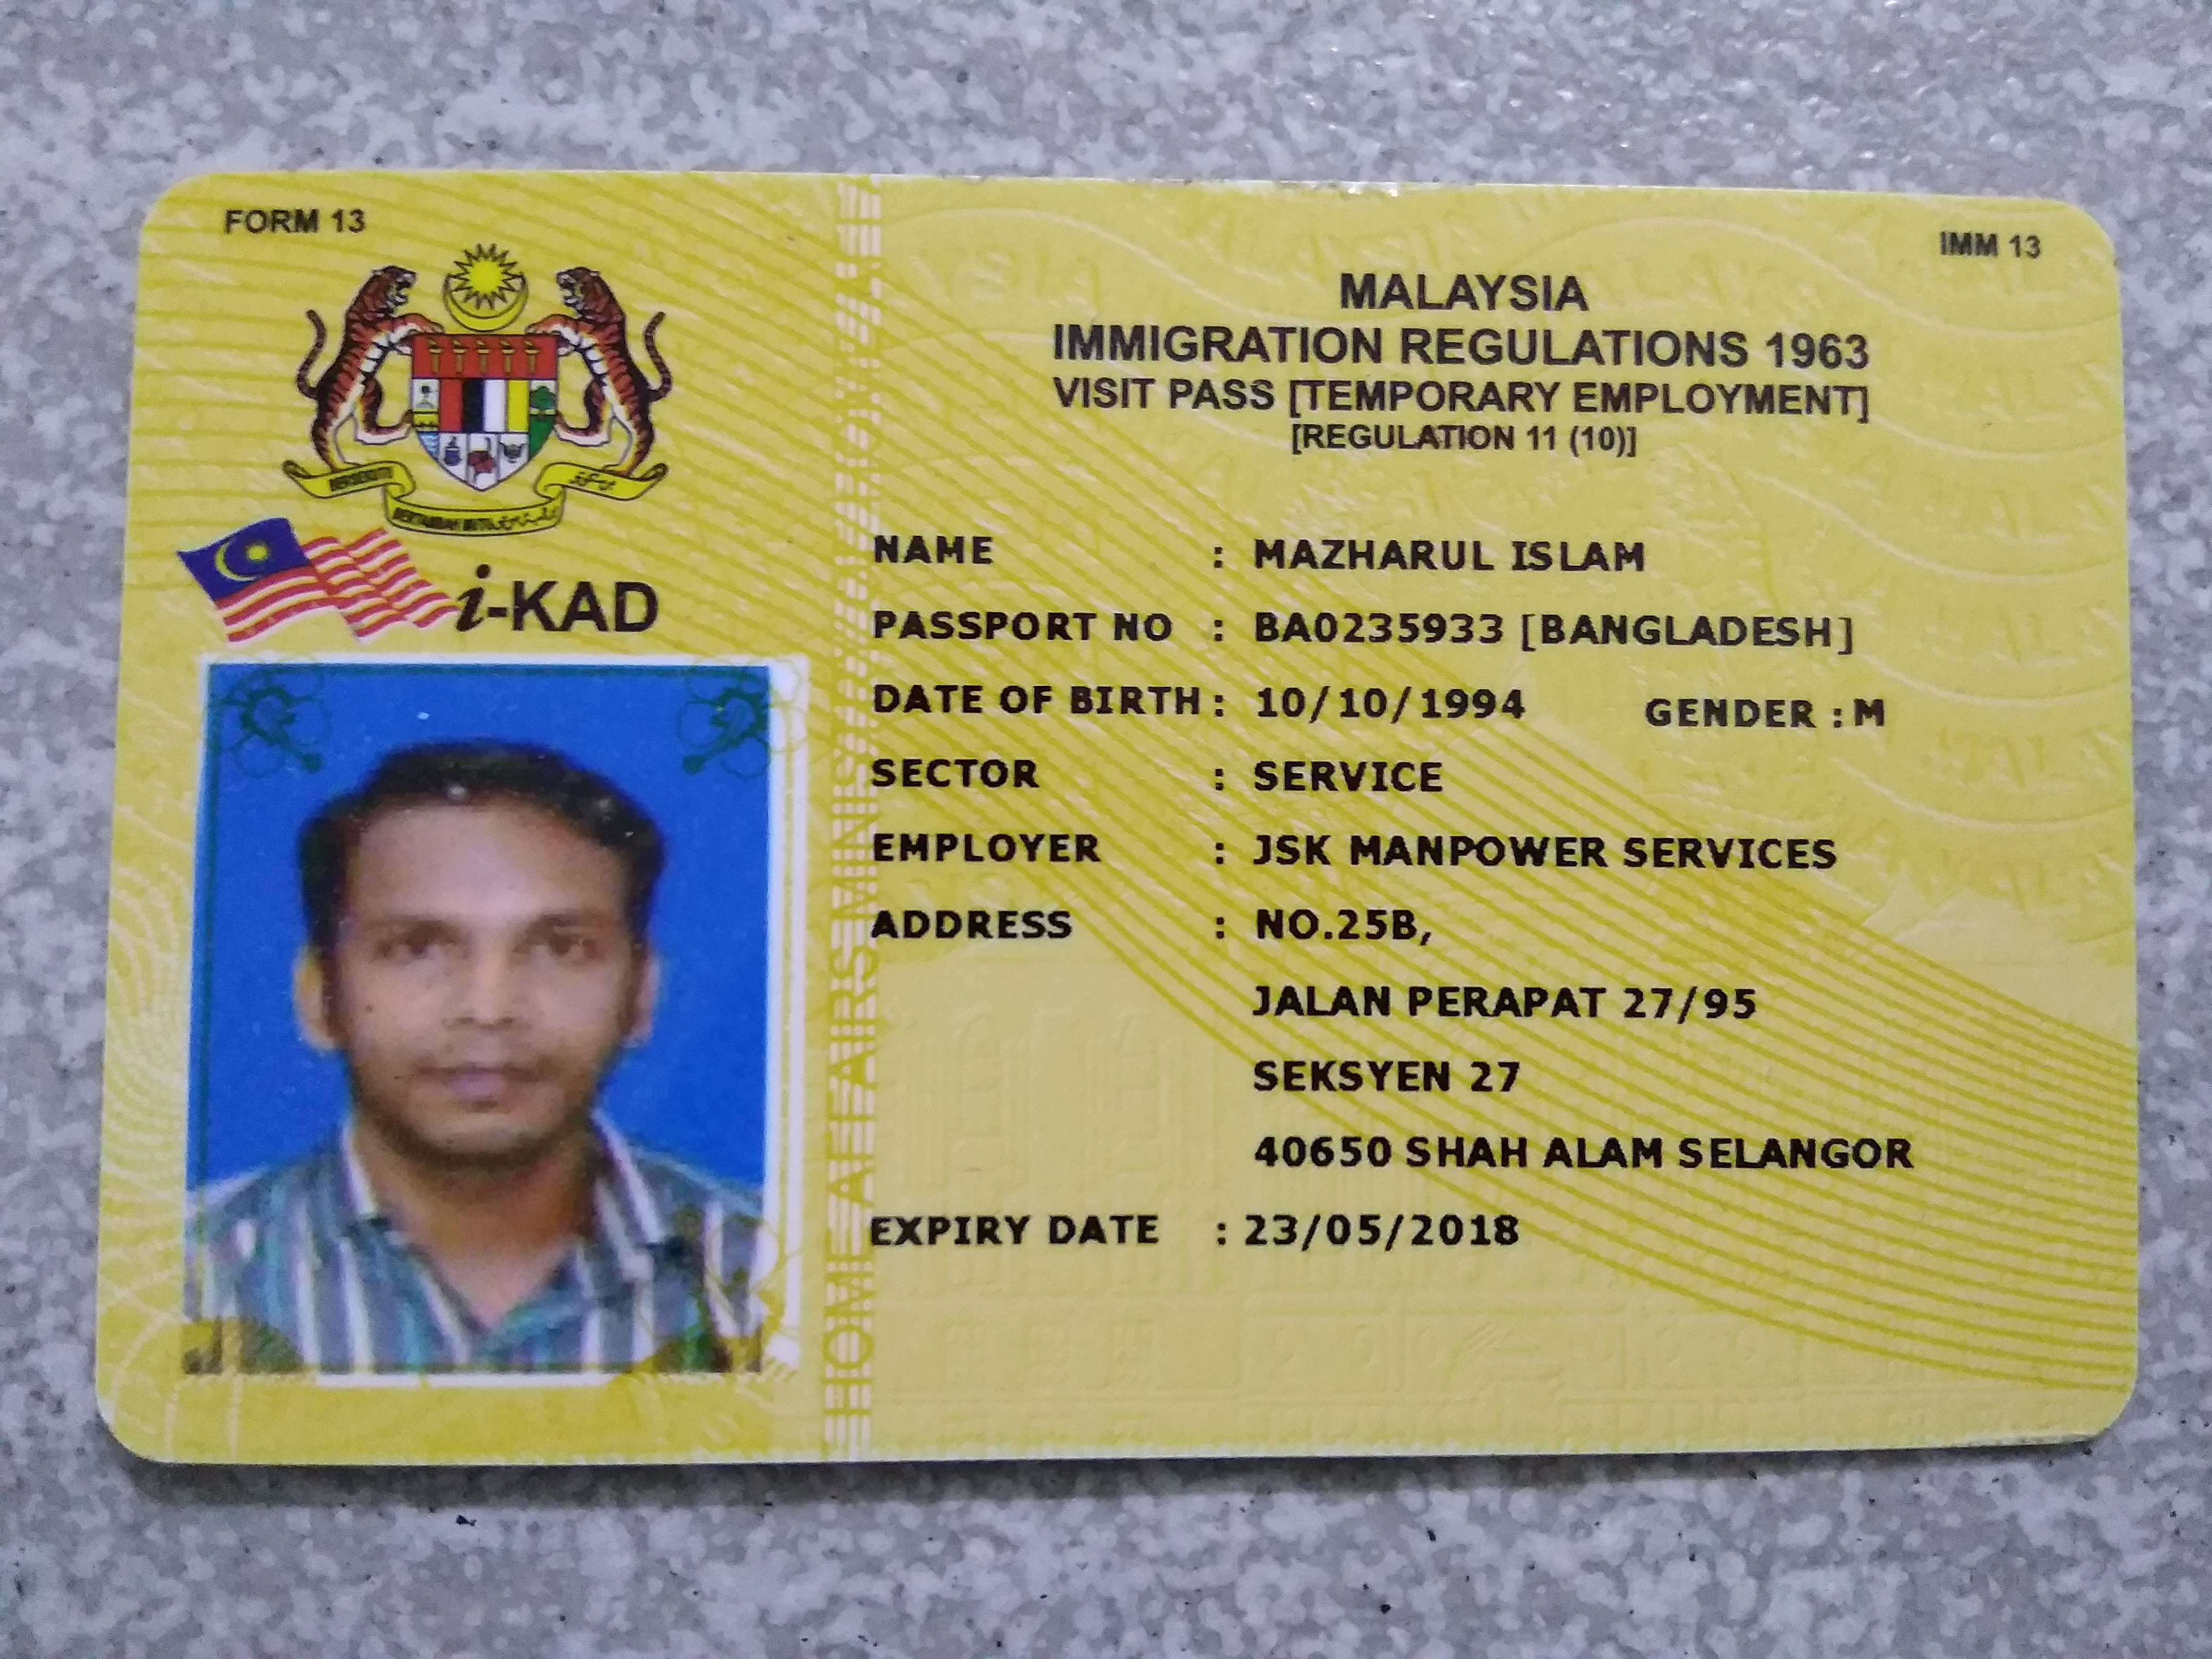 FORM 13
IMM 13
MALAYSIA
IMMIGRATION REGULATIONS 1963
VISIT PASS [TEMPORARY EMPLOYMENT]
[REGULATION 11 (10)]
BERSEKUTU
BERTAMBAH MUTU
i-KAD
NAME : MAZHARUL ISLAM
PASSPORT NO : BA0235933 [BANGLADESH]
DATE OF BIRTH : 10/10/1994 GENDER : M
SECTOR : SERVICE
EMPLOYER : JSK MANPOWER SERVICES
ADDRESS : NO.25B,
JALAN PERAPAT 27/95
SEKSYEN 27
40650 SHAH ALAM SELANGOR
EXPIRY DATE : 23/05/2018